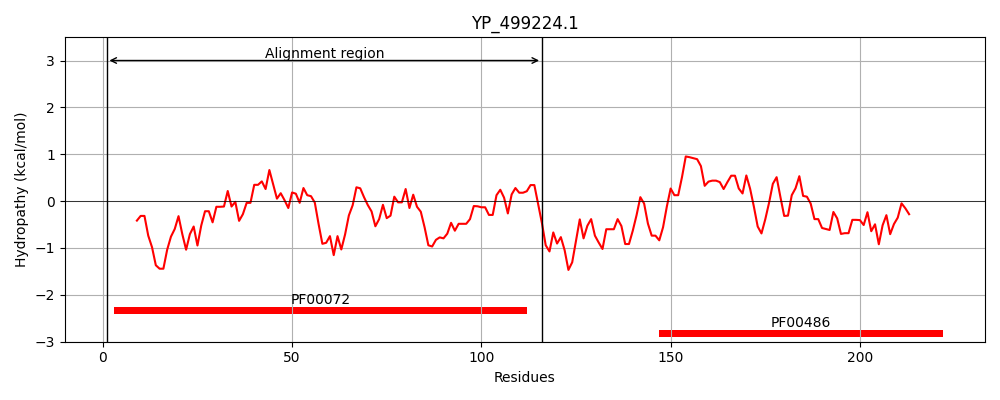 YP_499224.1
Alignment region
3
2
1
0
−1
−2
−3
Hydropathy (kcal/mol)
PF00072
PF00486
0
50
100
150
200
Residues